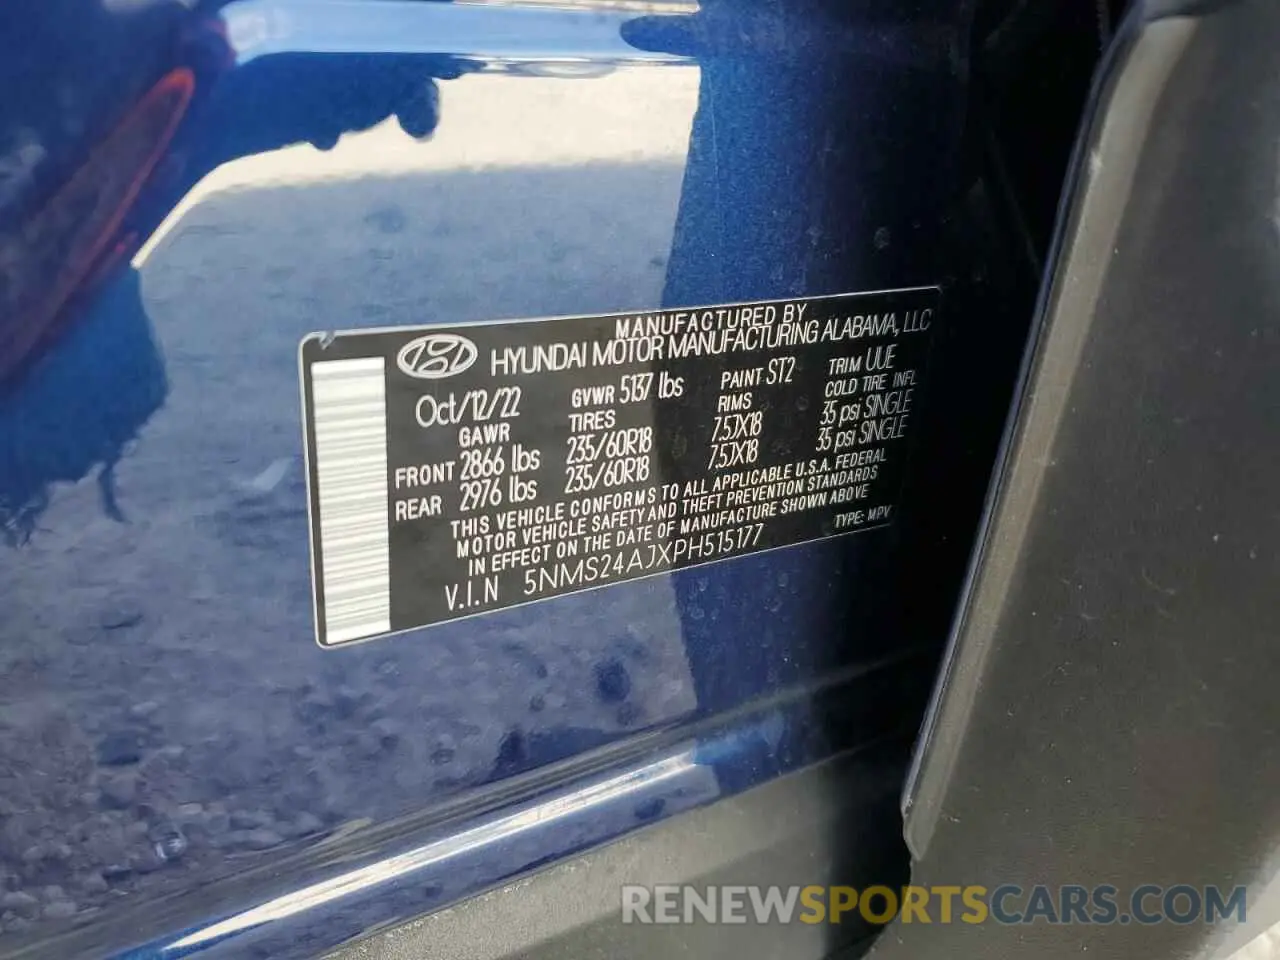 MANUFACTURED BY
HYUNDAI MOTOR MANUFACTURING ALABAMA, LLC
Oct/12/22 GVWR 5137 lbs PAINT ST2 TRIM UUE
GAWR TIRES RIMS COLD TIRE INFL
FRONT 2866 lbs 235/60R18 7.5JX18 35 psi SINGLE
REAR 2976 lbs 235/60R18 7.5JX18 35 psi SINGLE
THIS VEHICLE CONFORMS TO ALL APPLICABLE U.S.A. FEDERAL
MOTOR VEHICLE SAFETY AND THEFT PREVENTION STANDARDS
IN EFFECT ON THE DATE OF MANUFACTURE SHOWN ABOVE
V.I.N 5NMS24AJXPH515177 TYPE: MPV
RENEWSPORTSCARS.COM